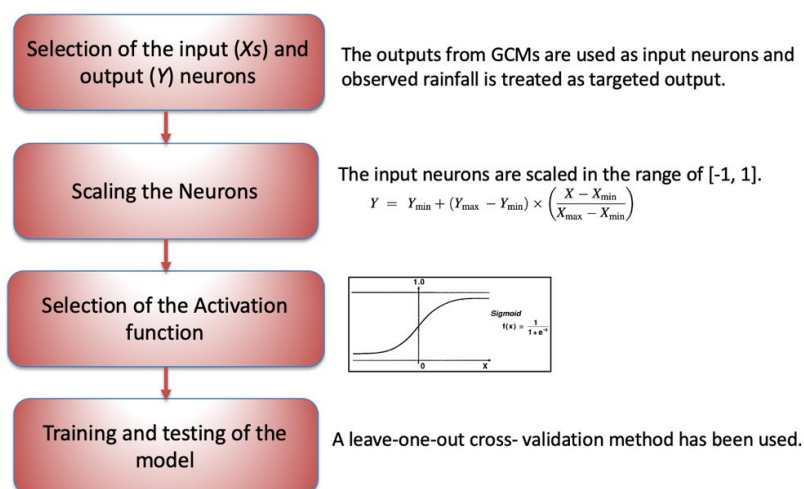 Selection of the input (Xs) and
output (Y) neurons
The outputs from GCMs are used as input neurons and
observed rainfall is treated as targeted output.
Scaling the Neurons
The input neurons are scaled in the range of [-1, 1].
Y = Ymin + (Ymax − Ymin) × (X − Xmin / Xmax − Xmin)
Selection of the Activation
function
1.0
Sigmoid
f(x) = 1 / 1+e^-x
0
X
Training and testing of the
model
A leave-one-out cross- validation method has been used.